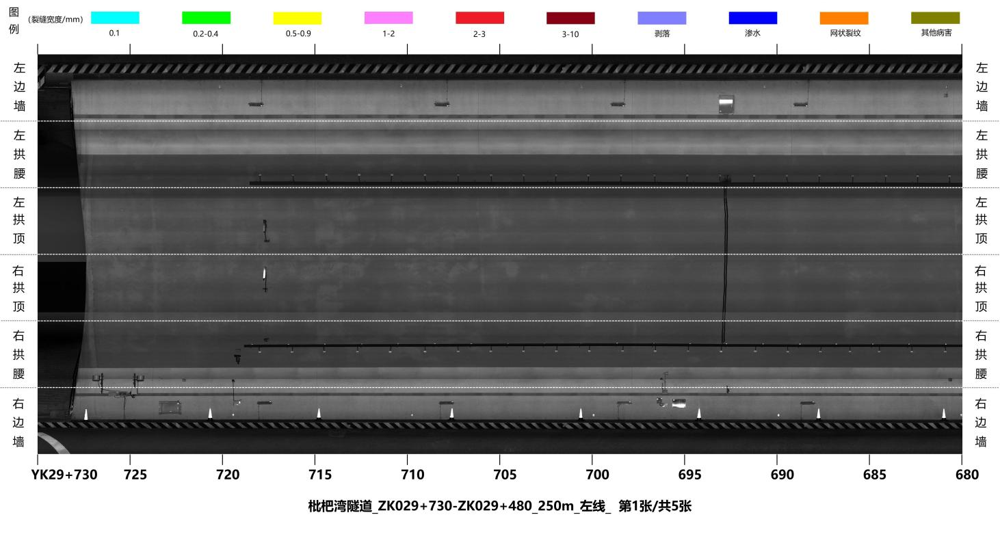 图例
(裂缝宽度/mm)
0.1
0.2-0.4
0.5-0.9
1-2
2-3
3-10
剥落
渗水
网状裂纹
其他病害
左边墙
左边墙
左拱腰
左拱腰
左拱顶
左拱顶
右拱顶
右拱顶
右拱腰
右拱腰
右边墙
右边墙
YK29+730 725 720 715 710 705 700 695 690 685 680
枇杷湾隧道_ZK029+730-ZK029+480_250m_左线_ 第1张/共5张